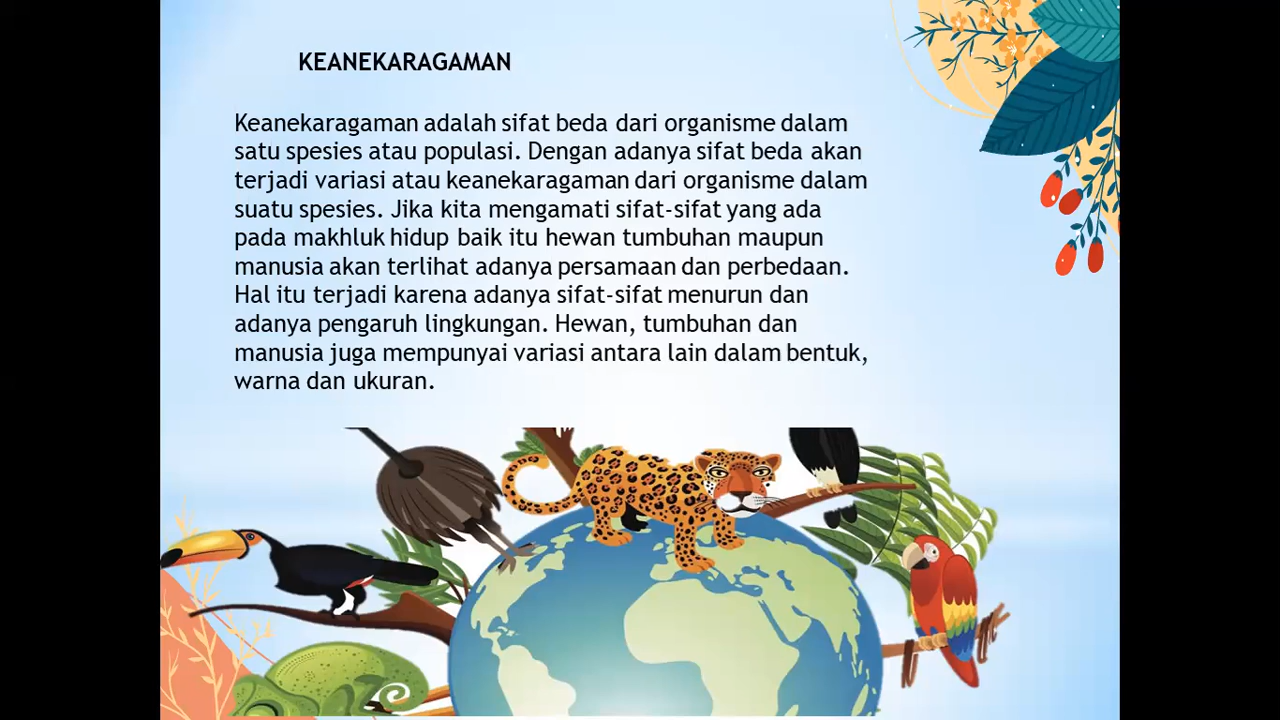 KEANEKARAGAMAN
Keanekaragaman adalah sifat beda dari organisme dalam
satu spesies atau populasi. Dengan adanya sifat beda akan
terjadi variasi atau keanekaragaman dari organisme dalam
suatu spesies. Jika kita mengamati sifat-sifat yang ada
pada makhluk hidup baik itu hewan tumbuhan maupun
manusia akan terlihat adanya persamaan dan perbedaan.
Hal itu terjadi karena adanya sifat-sifat menurun dan
adanya pengaruh lingkungan. Hewan, tumbuhan dan
manusia juga mempunyai variasi antara lain dalam bentuk,
warna dan ukuran.